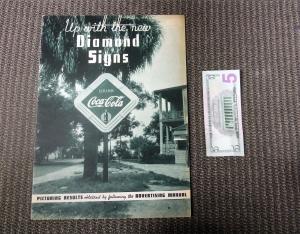 Up with the new
Diamond
Signs
DRINK
Coca-Cola
PICTURING RESULTS obtained by following the ADVERTISING MANUAL
5